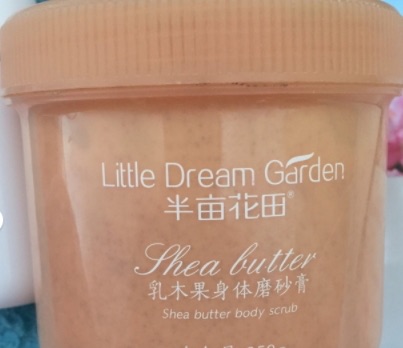 Little Dream Garden
半亩花田®
Shea butter
乳木果身体磨砂膏
Shea butter body scrub